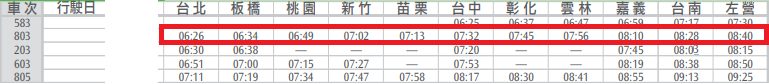 車次 行駛日 台北 板橋 桃園 新竹 苗栗 台中 彰化 雲林 嘉義 台南 左營
583 06:25 06:37 06:47 06:59 07:17 07:30
803 06:26 06:34 06:49 07:02 07:13 07:32 07:45 07:56 08:10 08:28 08:40
203 06:30 06:38 — — — 07:20 — — 07:45 08:03 08:15
603 06:51 07:00 07:15 07:27 — 07:53 — — 08:19 08:38 08:50
805 07:11 07:19 07:34 07:47 07:58 08:17 08:30 08:41 08:55 09:13 09:25